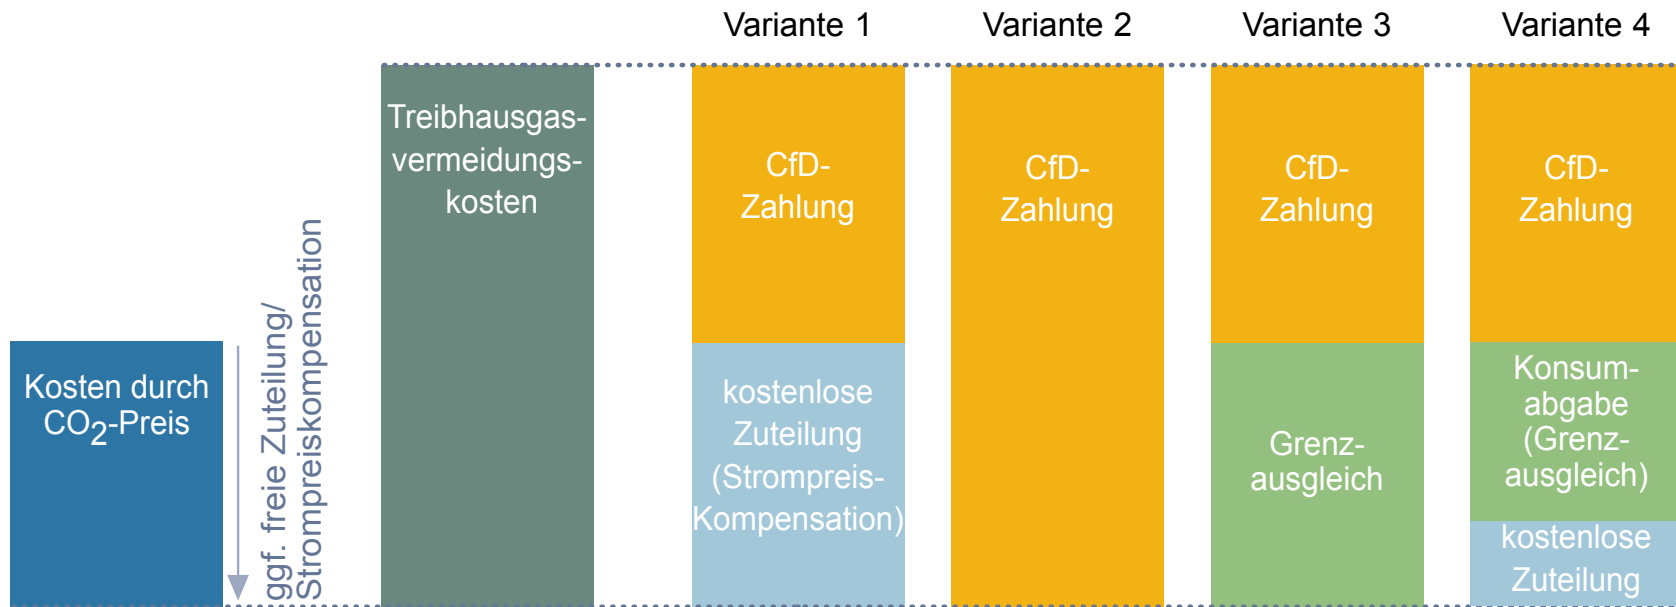 Variante 1
Variante 2
Variante 3
Variante 4
Kosten durch
CO2-Preis
ggf. freie Zuteilung/
Strompreiskompensation
Treibhausgas-
vermeidungs-
kosten
CfD-
Zahlung
kostenlose
Zuteilung
(Strompreis-
Kompensation)
CfD-
Zahlung
CfD-
Zahlung
Grenz-
ausgleich
CfD-
Zahlung
Konsum-
abgabe
(Grenz-
ausgleich)
kostenlose
Zuteilung